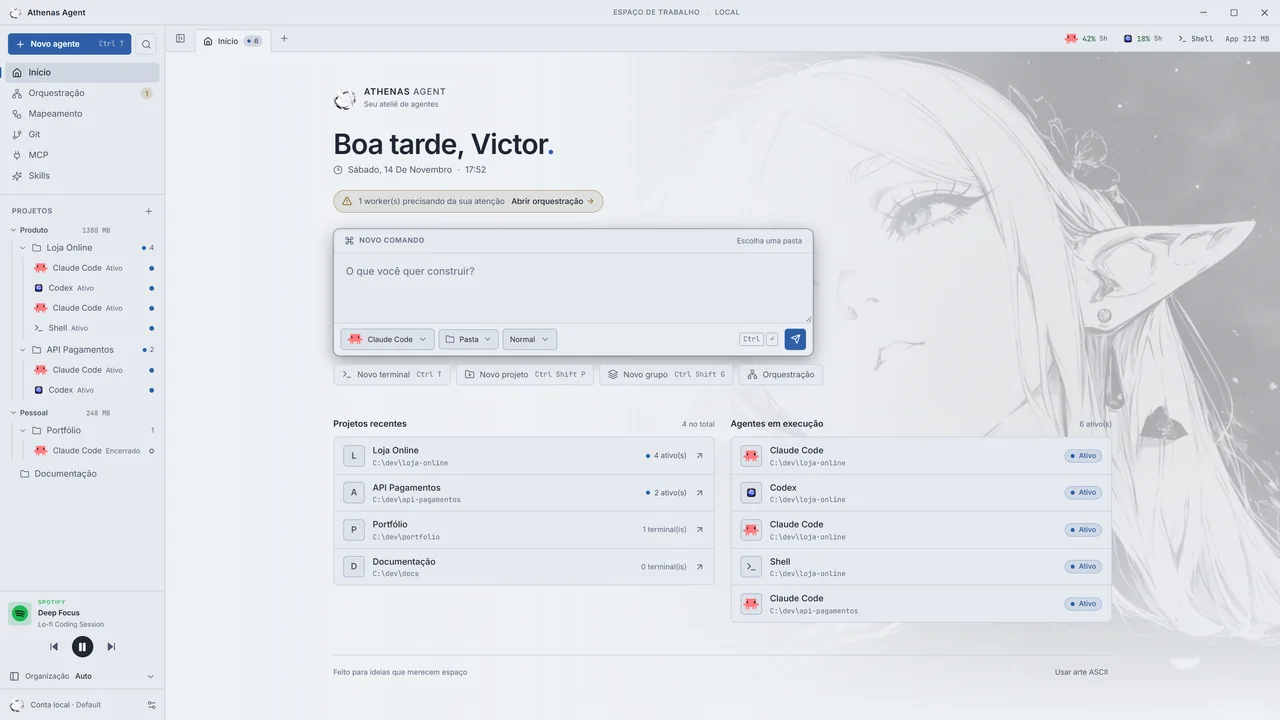 Athenas Agent
ESPAÇO DE TRABALHO · LOCAL
Novo agente Ctrl T
Início
Orquestração 1
Mapeamento
Git
MCP
Skills
PROJETOS
Produto 1380 MB
Loja Online 4
Claude Code Ativo
Codex Ativo
Claude Code Ativo
Shell Ativo
API Pagamentos 2
Claude Code Ativo
Codex Ativo
Pessoal 248 MB
Portfólio 1
Claude Code Encerrado
Documentação
SPOTIFY
Deep Focus
Lo-fi Coding Session
Organização Auto
Conta local · Default
Início 6
42% 5h 18% 5h Shell App 212 MB
ATHENAS AGENT
Seu ateliê de agentes
Boa tarde, Victor.
Sábado, 14 De Novembro · 17:52
1 worker(s) precisando da sua atenção Abrir orquestração →
NOVO COMANDO Escolha uma pasta
O que você quer construir?
Claude Code Pasta Normal Ctrl ⏎
Novo terminal Ctrl T Novo projeto Ctrl Shift P Novo grupo Ctrl Shift G Orquestração
Projetos recentes 4 no total
L Loja Online 4 ativo(s)
C:\dev\loja-online
A API Pagamentos 2 ativo(s)
C:\dev\api-pagamentos
P Portfólio 1 terminal(is)
C:\dev\portfolio
D Documentação 0 terminal(is)
C:\dev\docs
Agentes em execução 6 ativo(s)
Claude Code Ativo
C:\dev\loja-online
Codex Ativo
C:\dev\loja-online
Claude Code Ativo
C:\dev\loja-online
Shell Ativo
C:\dev\loja-online
Claude Code Ativo
C:\dev\api-pagamentos
Feito para ideias que merecem espaço Usar arte ASCII